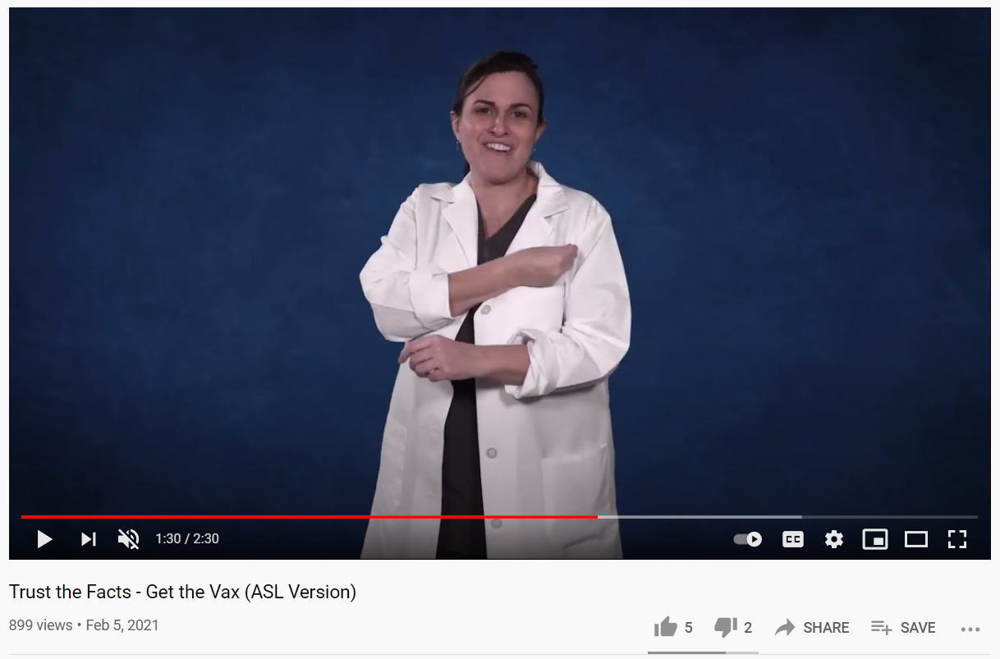 1:30 / 2:30
CC
Trust the Facts - Get the Vax (ASL Version)
899 views • Feb 5, 2021
5
2
SHARE
SAVE